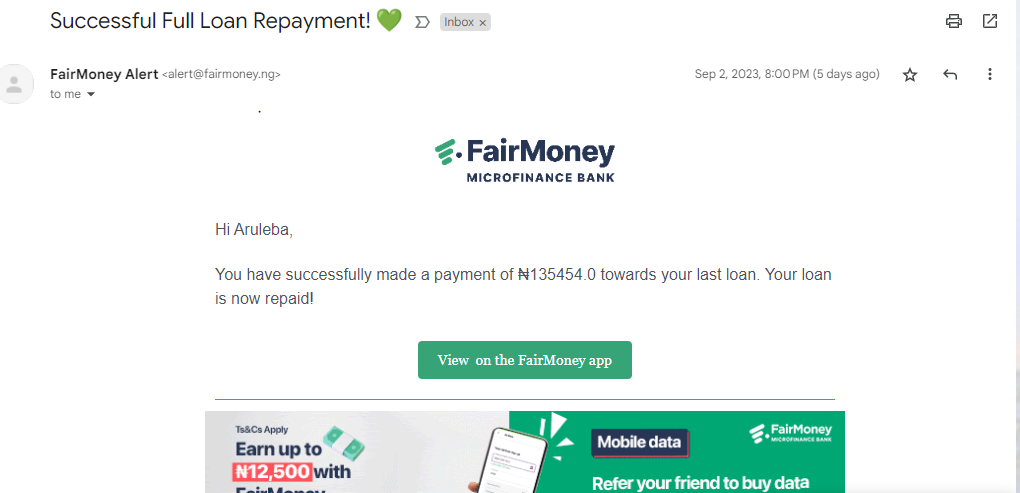 Successful Full Loan Repayment! 💚
Inbox ×
FairMoney Alert <alert@fairmoney.ng>
Sep 2, 2023, 8:00 PM (5 days ago)
to me
FairMoney
MICROFINANCE BANK
Hi Aruleba,
You have successfully made a payment of ₦135454.0 towards your last loan. Your loan
is now repaid!
View on the FairMoney app
Ts&Cs Apply
Earn up to
₦12,500 with
FairMoney
Mobile data
FairMoney
MICROFINANCE BANK
Refer your friend to buy data